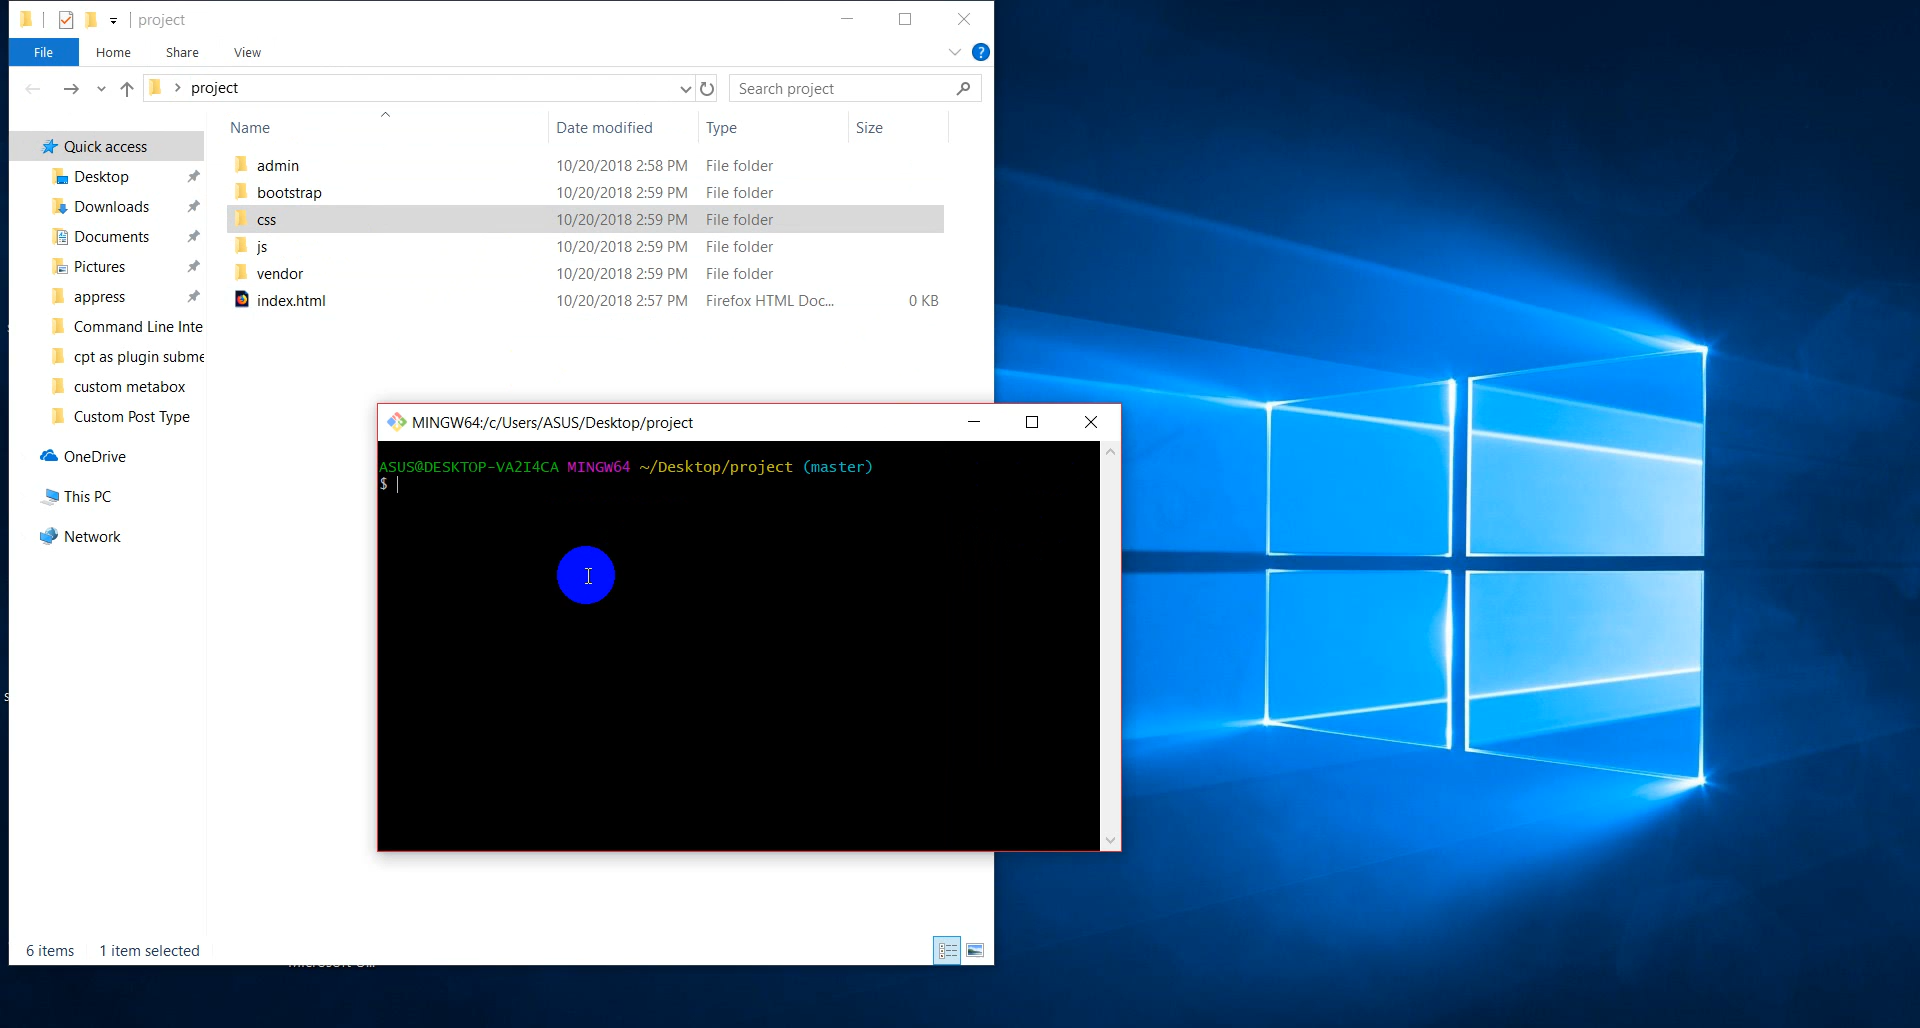 project
File Home Share View
project
Search project
Name Date modified Type Size
Quick access
Desktop
Downloads
Documents
Pictures
appress
Command Line Inte
cpt as plugin subme
custom metabox
Custom Post Type
OneDrive
This PC
Network
admin 10/20/2018 2:58 PM File folder
bootstrap 10/20/2018 2:59 PM File folder
css 10/20/2018 2:59 PM File folder
js 10/20/2018 2:59 PM File folder
vendor 10/20/2018 2:59 PM File folder
index.html 10/20/2018 2:57 PM Firefox HTML Doc... 0 KB
MINGW64:/c/Users/ASUS/Desktop/project
ASUS@DESKTOP-VA2I4CA MINGW64 ~/Desktop/project (master)
$
6 items 1 item selected